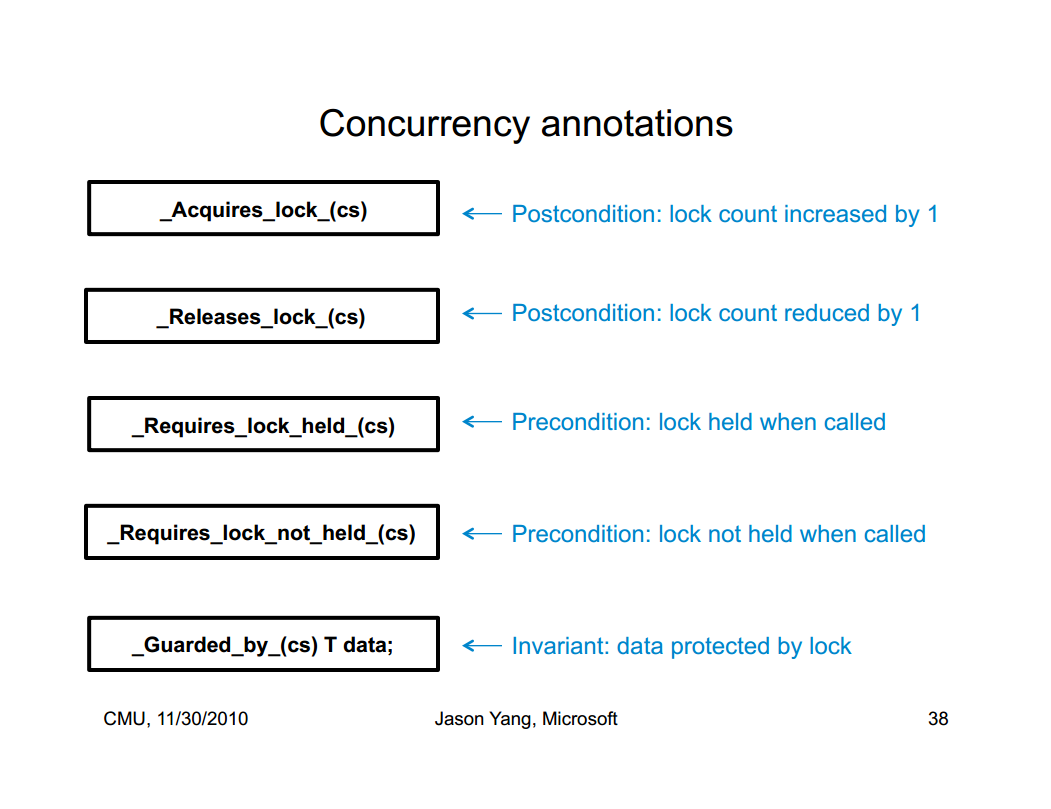 Concurrency annotations
_Acquires_lock_(cs)
Postcondition: lock count increased by 1
_Releases_lock_(cs)
Postcondition: lock count reduced by 1
_Requires_lock_held_(cs)
Precondition: lock held when called
_Requires_lock_not_held_(cs)
Precondition: lock not held when called
_Guarded_by_(cs) T data;
Invariant: data protected by lock
CMU, 11/30/2010
Jason Yang, Microsoft
38